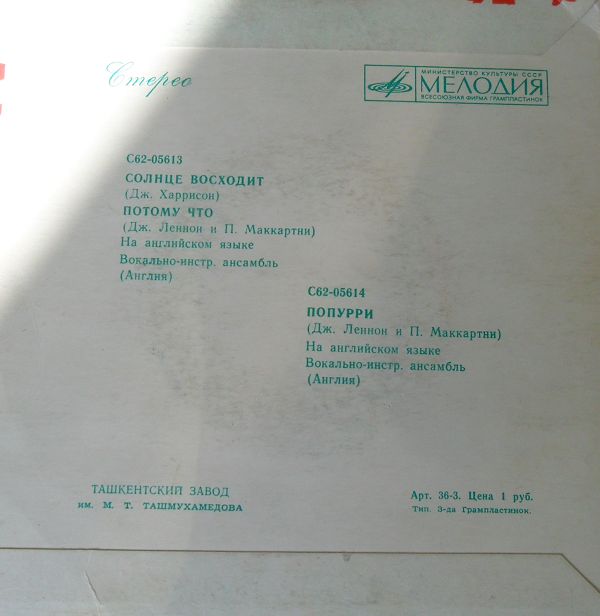 Стерео
МИНИСТЕРСТВО КУЛЬТУРЫ СССР
МЕЛОДИЯ
ВСЕСОЮЗНАЯ ФИРМА ГРАМПЛАСТИНОК
С62-05613
СОЛНЦЕ ВОСХОДИТ
(Дж. Харрисон)
ПОТОМУ ЧТО
(Дж. Леннон и П. Маккартни)
На английском языке
Вокально-инстр. ансамбль
(Англия)
С62-05614
ПОПУРРИ
(Дж. Леннон и П. Маккартни)
На английском языке
Вокально-инстр. ансамбль
(Англия)
ТАШКЕНТСКИЙ ЗАВОД
им. М. Т. ТАШМУХАМЕДОВА
Арт. 36-3. Цена 1 руб.
Тип. З-да Грампластинок.